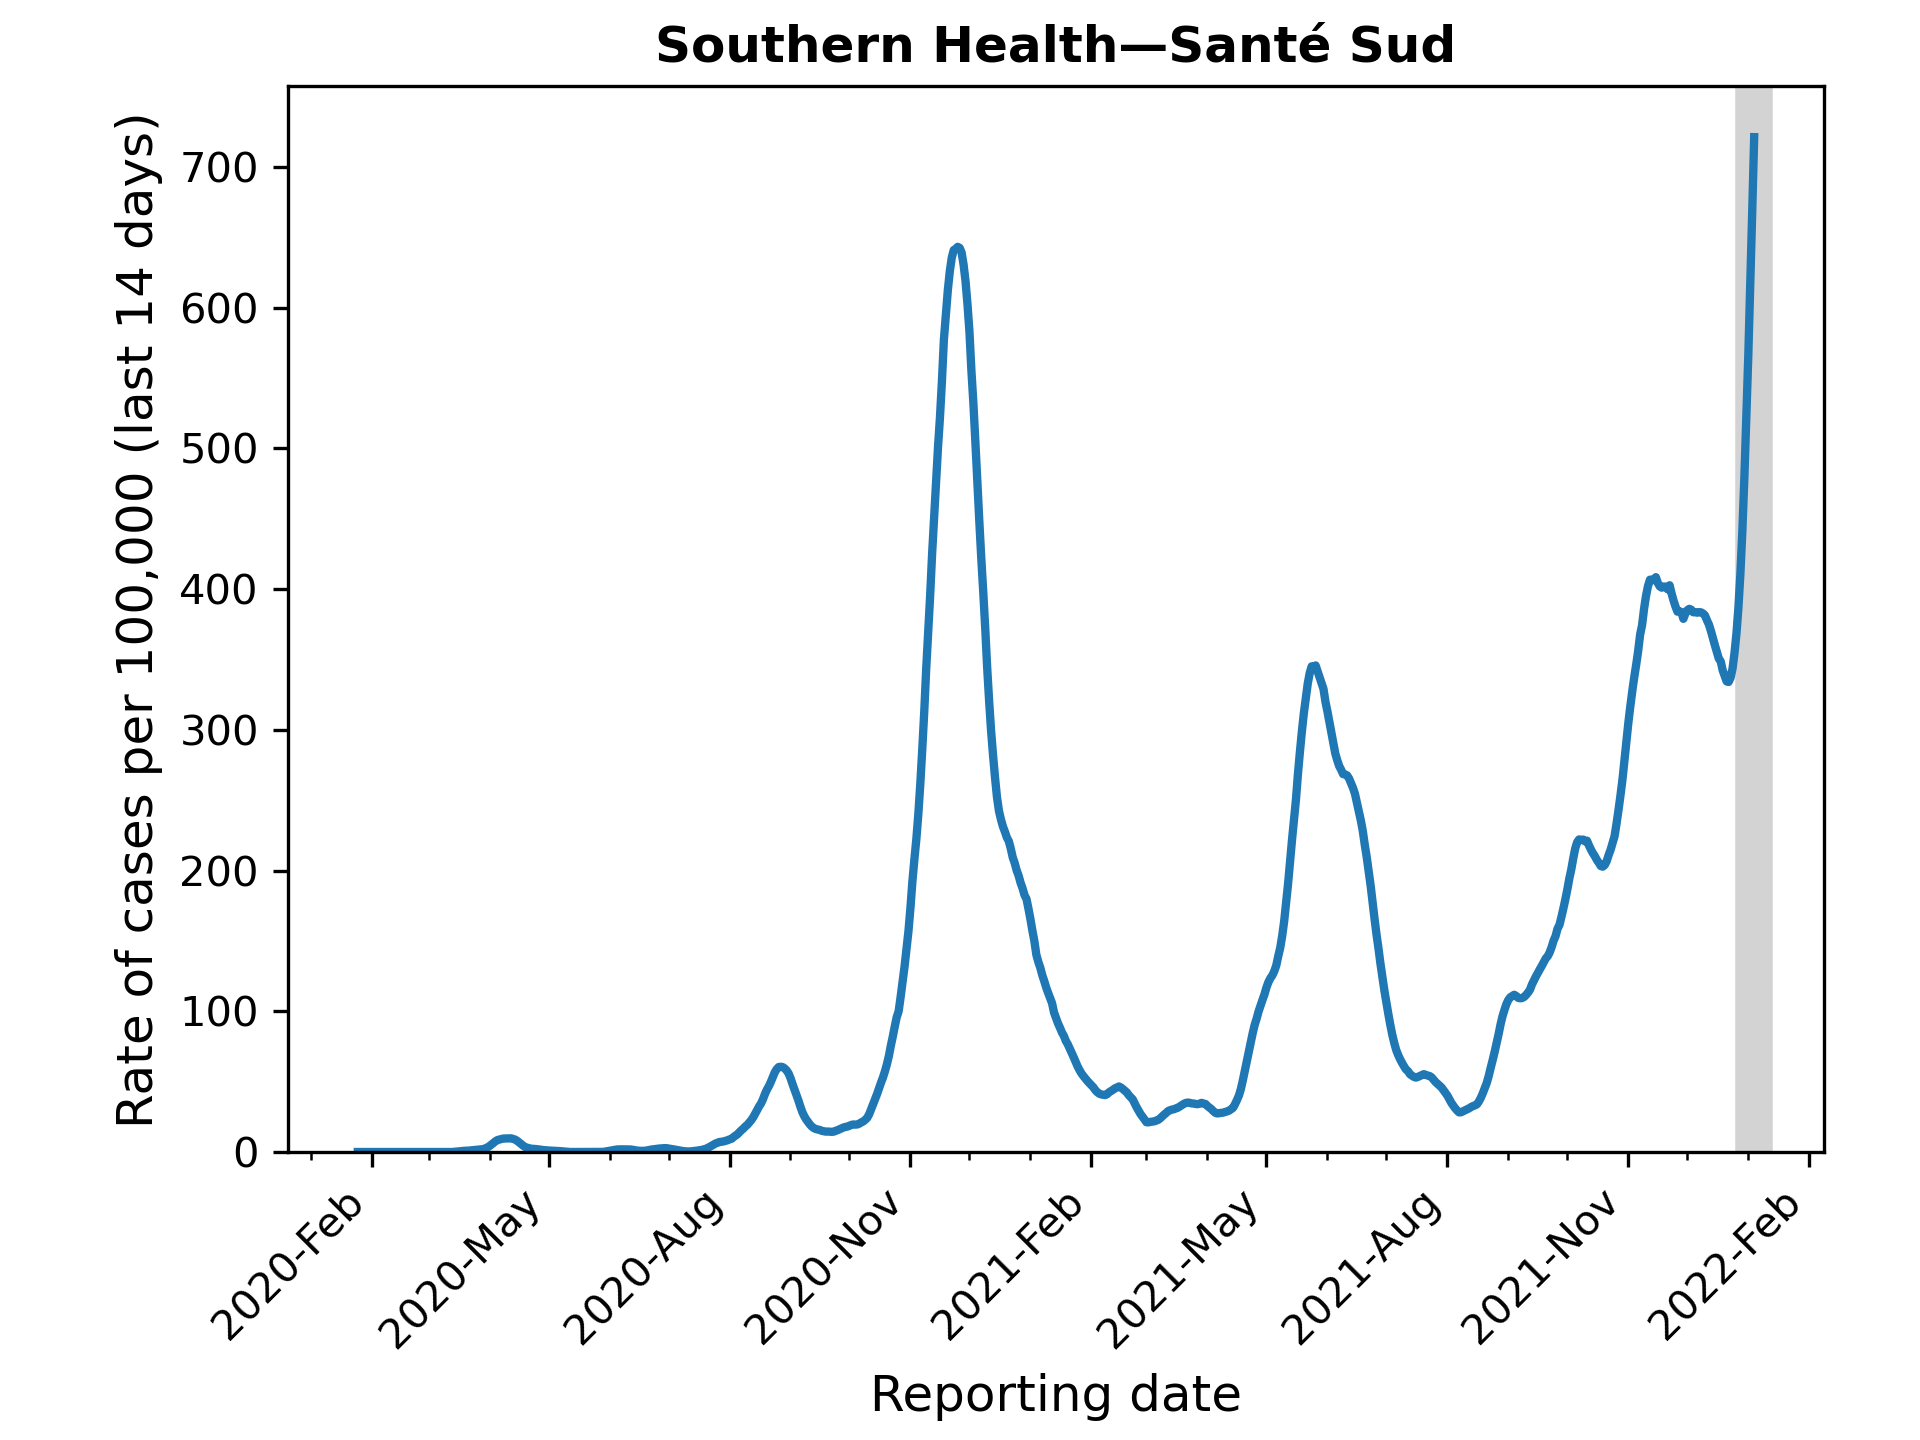 Southern Health—Santé Sud
Rate of cases per 100,000 (last 14 days)
700
600
500
400
300
200
100
0
2020-Feb
2020-May
2020-Aug
2020-Nov
2021-Feb
2021-May
2021-Aug
2021-Nov
2022-Feb
Reporting date